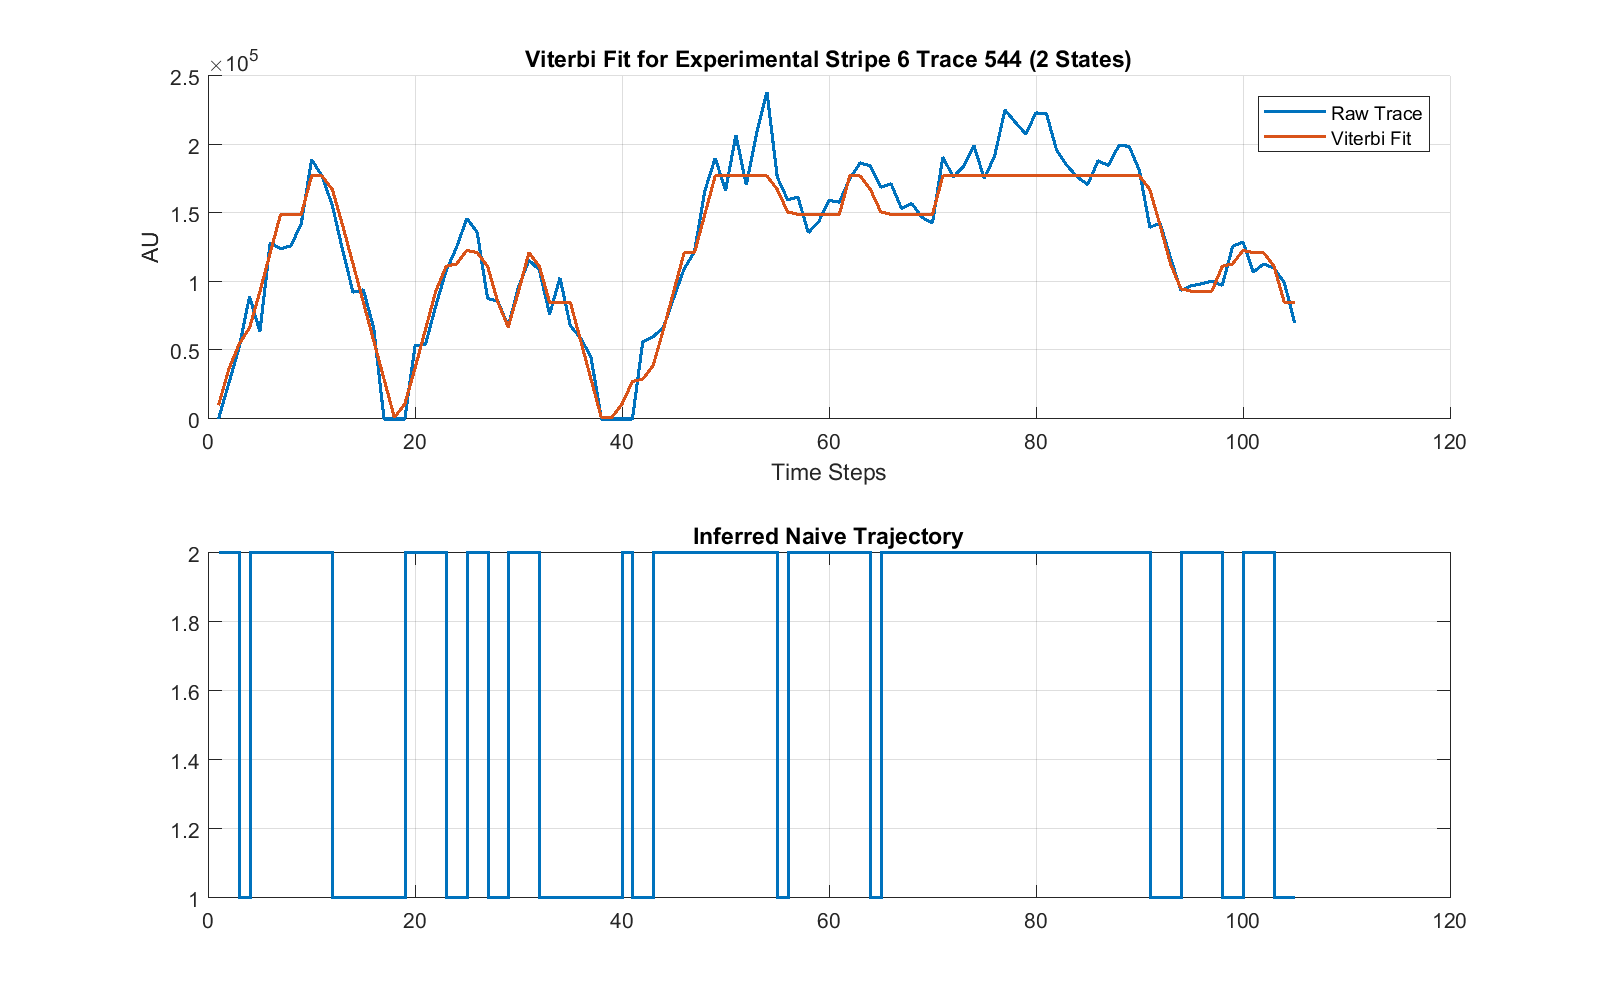 Viterbi Fit for Experimental Stripe 6 Trace 544 (2 States)
×10^5
2.5
2
1.5
1
0.5
0
AU
Raw Trace
Viterbi Fit
0 20 40 60 80 100 120
Time Steps
Inferred Naive Trajectory
2
1.8
1.6
1.4
1.2
1
0 20 40 60 80 100 120